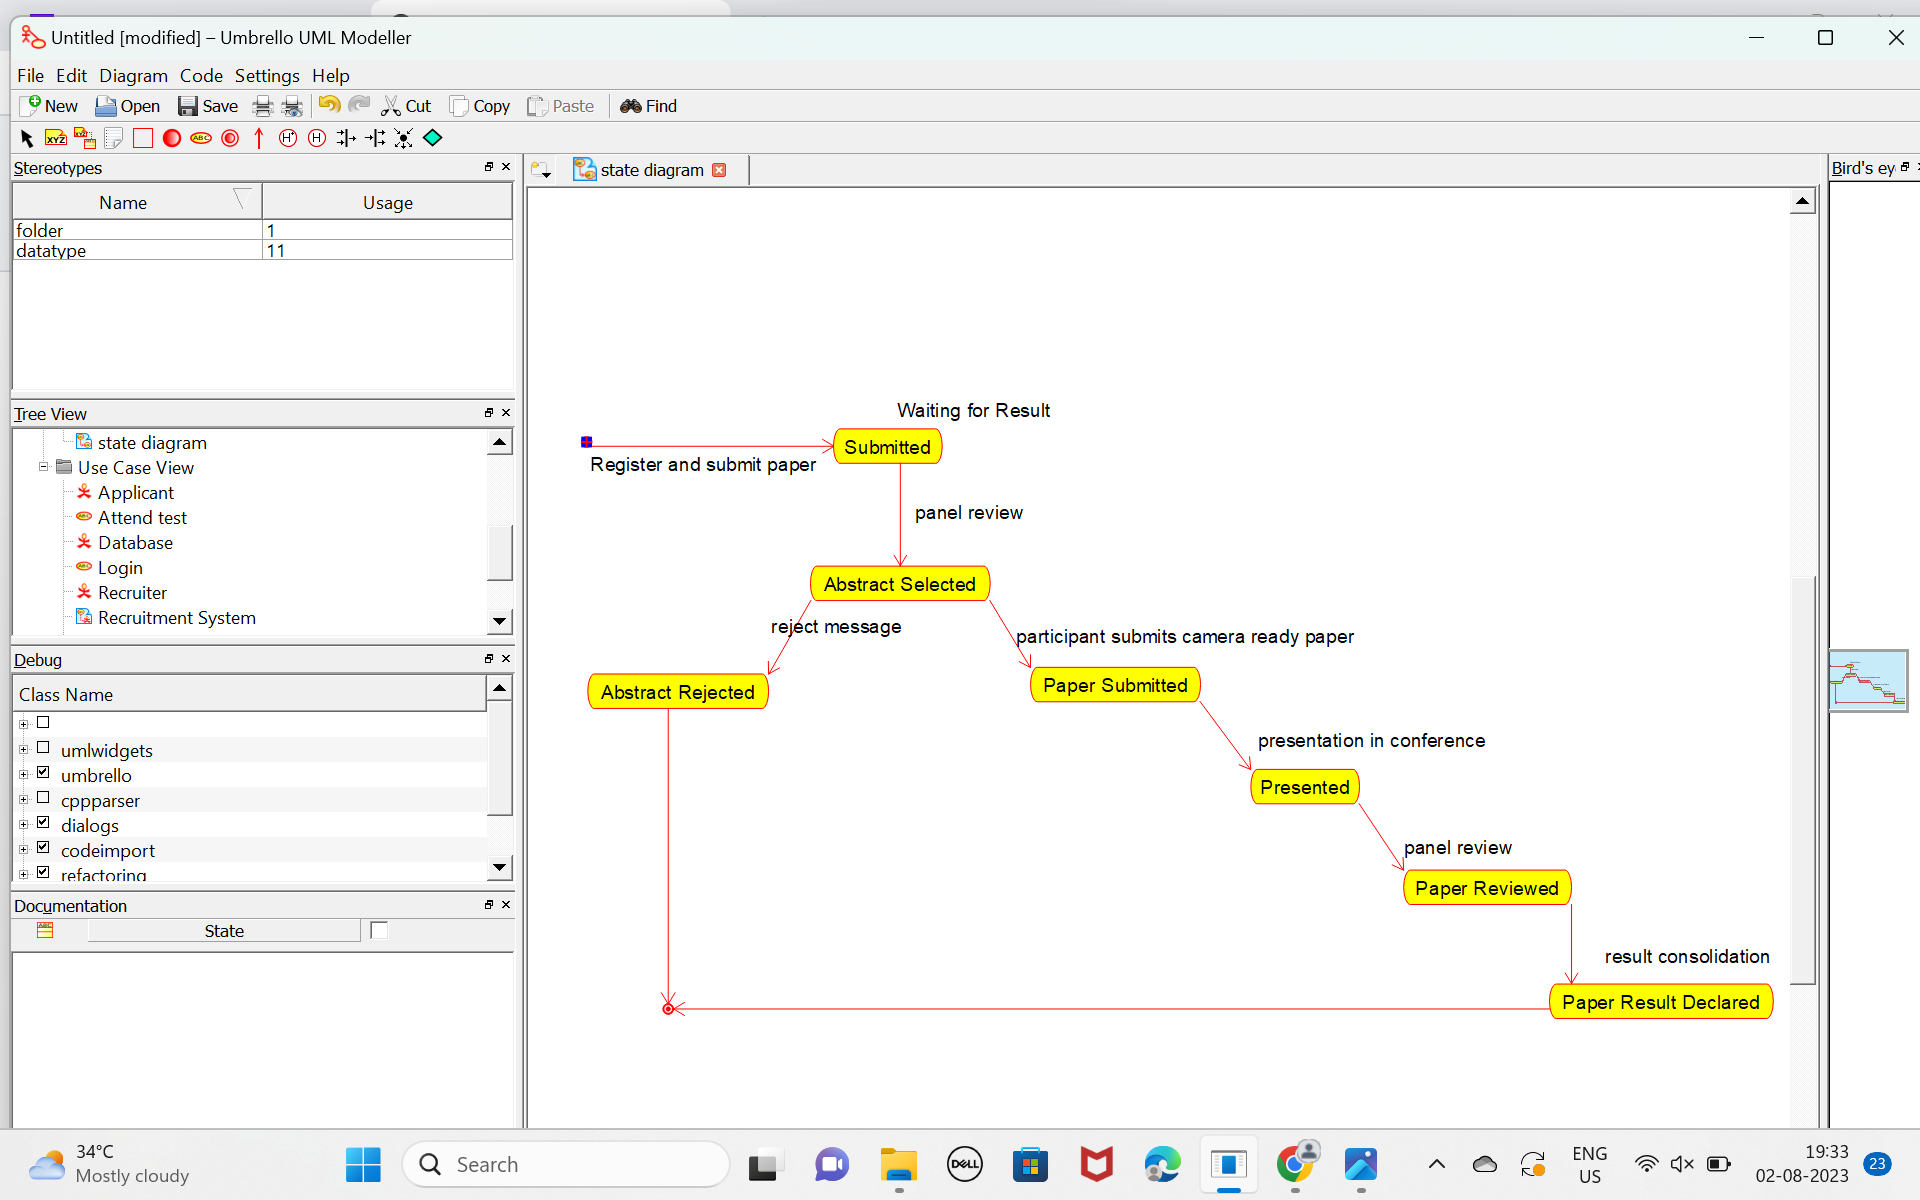 Untitled [modified] – Umbrello UML Modeller
File Edit Diagram Code Settings Help
New Open Save Cut Copy Paste Find
XYZ ABC H* H
Stereotypes
Name Usage
folder 1
datatype 11
Tree View
state diagram
Use Case View
Applicant
Attend test
Database
Login
Recruiter
Recruitment System
Debug
Class Name
umlwidgets
umbrello
cppparser
dialogs
codeimport
refactoring
Documentation
State
state diagram
Waiting for Result
Submitted
Register and submit paper
panel review
Abstract Selected
reject message
participant submits camera ready paper
Abstract Rejected
Paper Submitted
presentation in conference
Presented
panel review
Paper Reviewed
result consolidation
Paper Result Declared
Bird's ey
34°C
Mostly cloudy
Search
DELL
ENG
US
19:33
02-08-2023
23